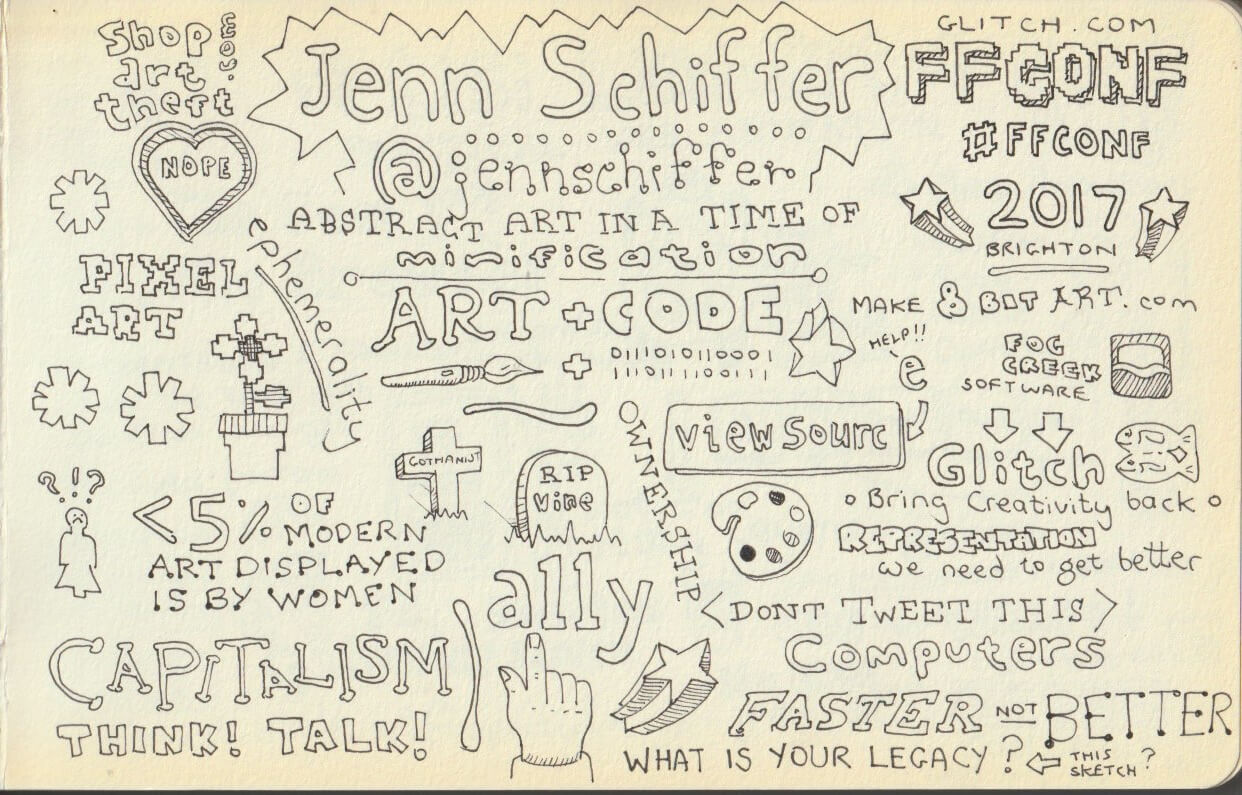 Shop
art
theft
EOY.
NOPE
Jenn Schiffer
@jennschiffer
ABSTRACT ART IN A TIME OF
minification
GLITCH.COM
FFCONF
#FFCONF
2017
BRIGHTON
PIXEL
ART
ephemerality
ART + CODE
+ 011101011000 1
MAKE 8 BIT ART.com
HELP!!
e
FOG
CREEK
SOFTWARE
view Sourc
Glitch
° Bring Creativity back °
REPRESENTATION
we need to get better
OWNERSHIP
GOTHAMIST
RIP
Vine
?!?
<5% OF
MODERN
ART DISPLAYED
IS BY WOMEN
ally
<DONT TWEET THIS>
Computers
FASTER NOT BETTER
CAPITALISM
THINK! TALK!
WHAT IS YOUR LEGACY?
THIS
SKETCH?